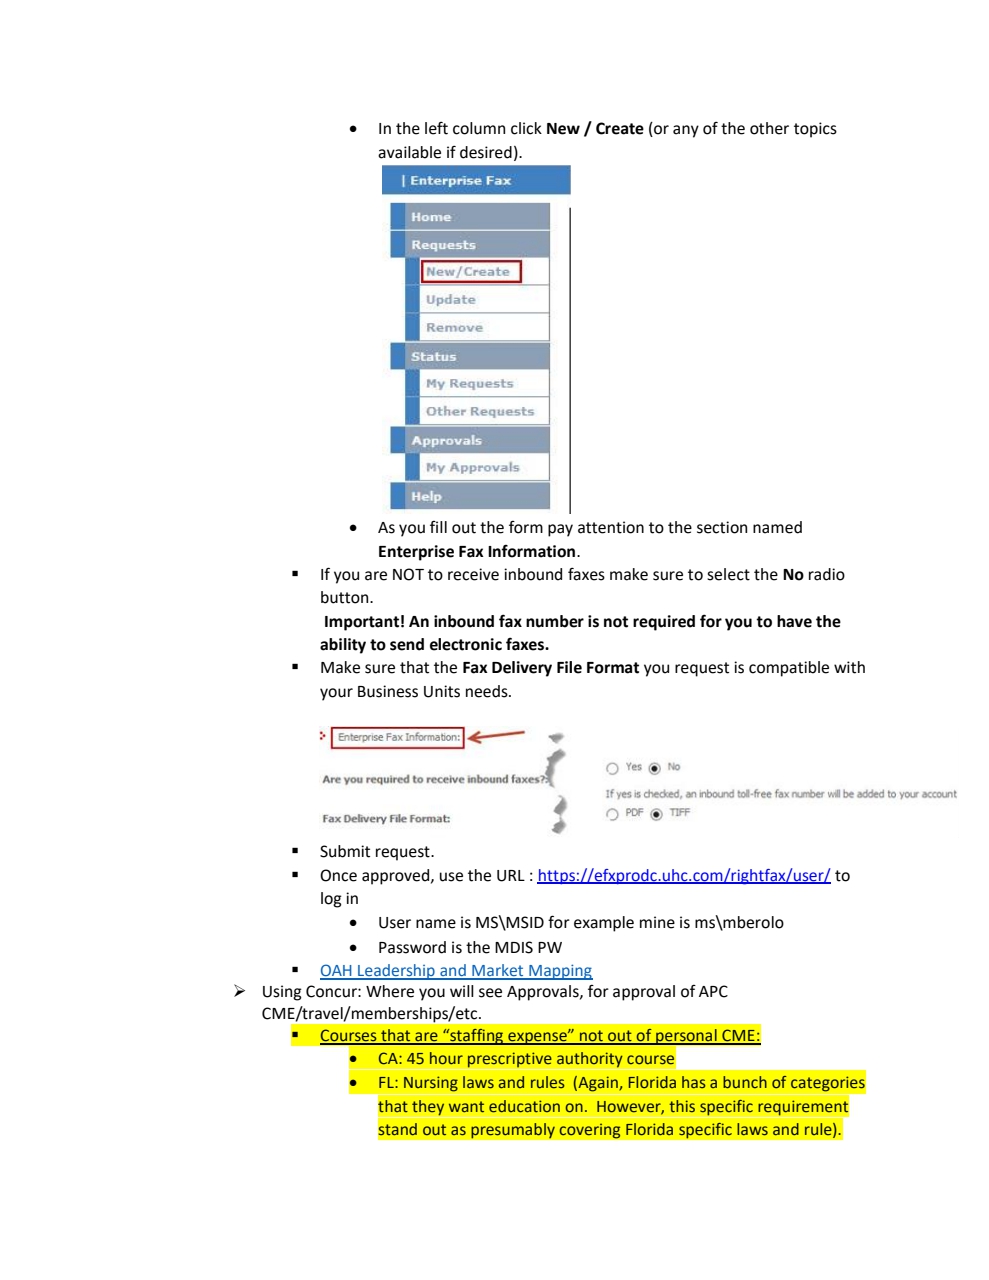 • In the left column click New / Create (or any of the other topics
available if desired).
| Enterprise Fax
Home
Requests
New/Create
Update
Remove
Status
My Requests
Other Requests
Approvals
My Approvals
Help
• As you fill out the form pay attention to the section named
Enterprise Fax Information.
▪ If you are NOT to receive inbound faxes make sure to select the No radio
button.
Important! An inbound fax number is not required for you to have the
ability to send electronic faxes.
▪ Make sure that the Fax Delivery File Format you request is compatible with
your Business Units needs.
Enterprise Fax Information:
Are you required to receive inbound faxes?: Yes No
If yes is checked, an inbound toll-free fax number will be added to your account
Fax Delivery File Format: PDF TIFF
▪ Submit request.
▪ Once approved, use the URL : https://efxprodc.uhc.com/rightfax/user/ to
log in
• User name is MS\MSID for example mine is ms\mberolo
• Password is the MDIS PW
▪ OAH Leadership and Market Mapping
➢ Using Concur: Where you will see Approvals, for approval of APC
CME/travel/memberships/etc.
▪ Courses that are “staffing expense” not out of personal CME:
• CA: 45 hour prescriptive authority course
• FL: Nursing laws and rules (Again, Florida has a bunch of categories
that they want education on. However, this specific requirement
stand out as presumably covering Florida specific laws and rule).